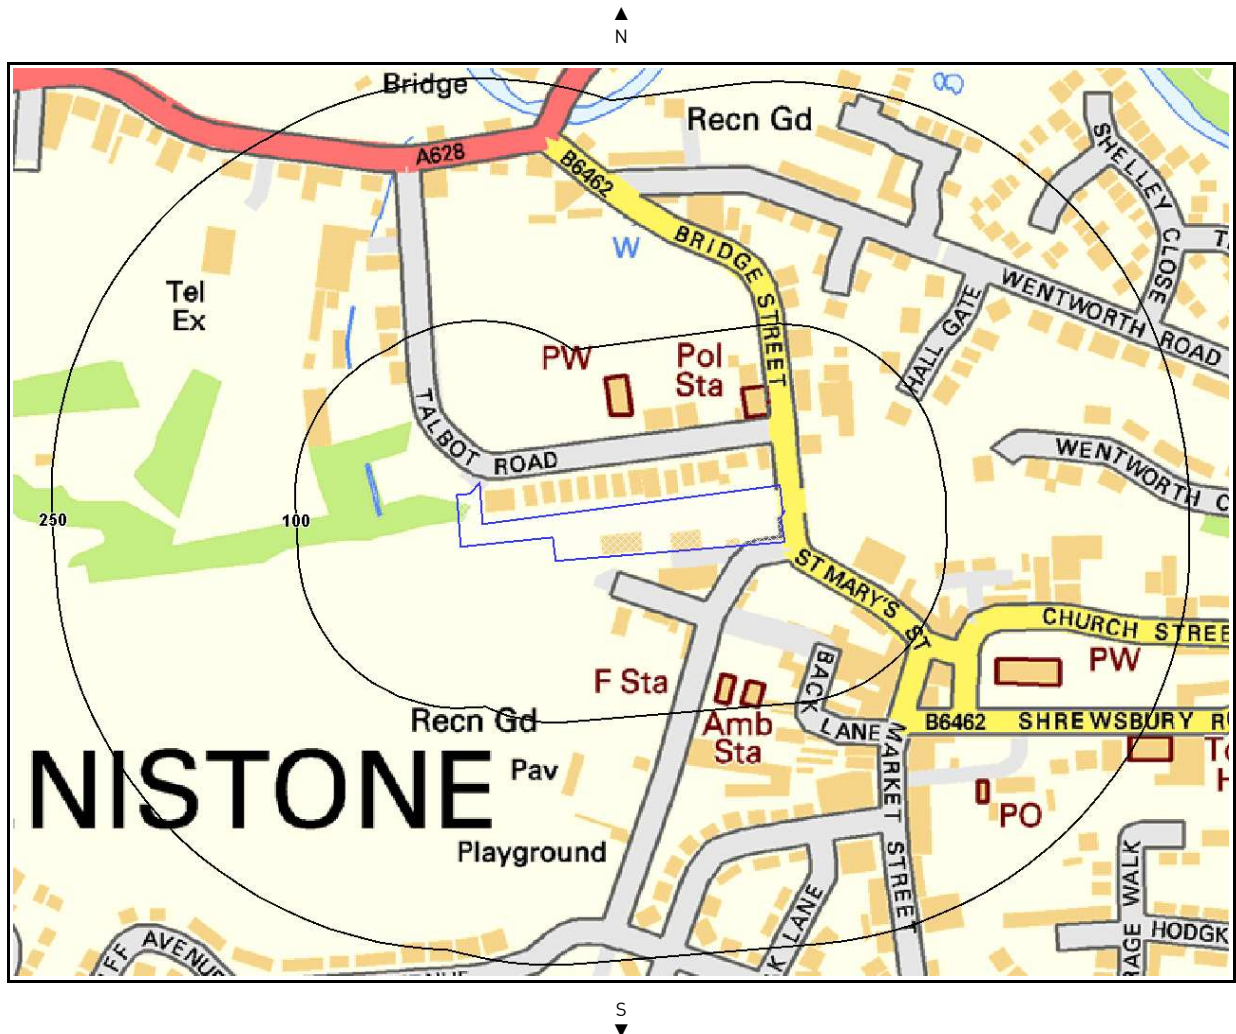 N
Bridge
Recn Gd
A628
B6462
SHELLEY CLOSE
W
BRIDGE STREET
Tel
Ex
WENTWORTH ROAD
HALL GATE
PW
Pol
Sta
TALBOT ROAD
WENTWORTH C
250
100
ST MARY'S ST
CHURCH STREE
BACK LANE
PW
F Sta
Recn Gd
Amb
Sta
B6462
SHREWSBURY R
MARKET STREET
NISTONE
Pav
PO
Playground
WALK
HODGK
AVENU
K LANE
S